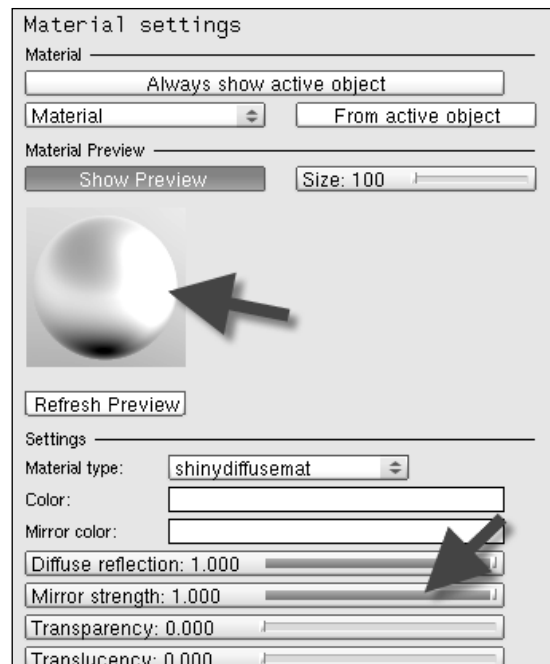 Material settings
Material
Always show active object
Material From active object
Material Preview
Show Preview Size: 100
Refresh Preview
Settings
Material type: shinydiffusemat
Color:
Mirror color:
Diffuse reflection: 1.000
Mirror strength: 1.000
Transparency: 0.000
Translucency: 0.000